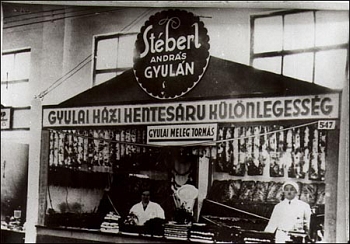 Stéberl
ANDRÁS
GYULÁN
GYULAI HÁZI HENTESÁRU KÜLÖNLEGESSÉG
GYULAI MELEG TORMÁS
547